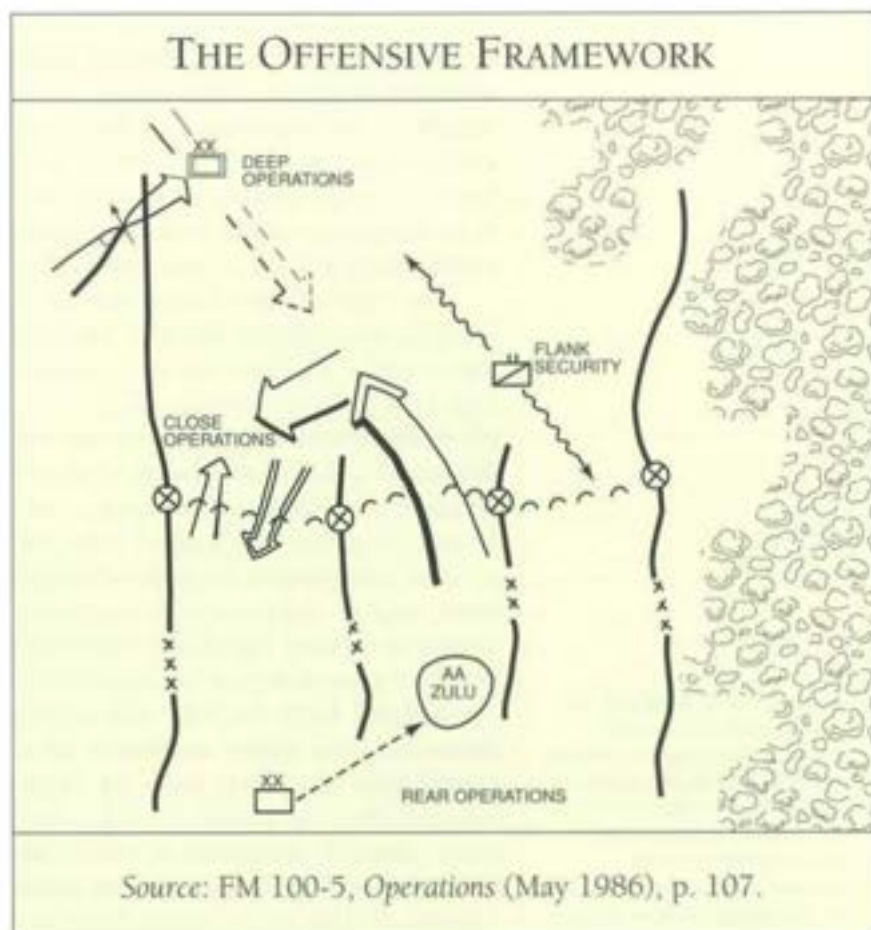 THE OFFENSIVE FRAMEWORK
XX
DEEP
OPERATIONS
FLANK
SECURITY
CLOSE
OPERATIONS
XXX
XX
XX
XXX
AA
ZULU
XX
REAR OPERATIONS
Source: FM 100-5, Operations (May 1986), p. 107.